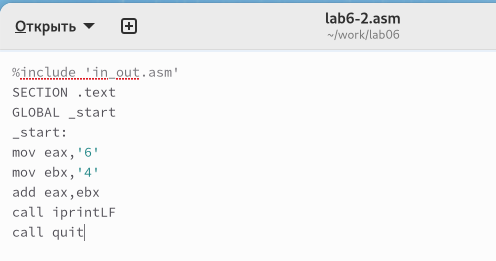 Открыть
lab6-2.asm
~/work/lab06
%include 'in_out.asm'
SECTION .text
GLOBAL _start
_start:
mov eax,'6'
mov ebx,'4'
add eax,ebx
call iprintLF
call quit